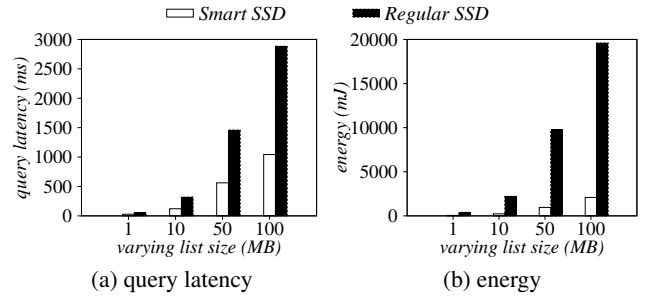 Smart SSD Regular SSD
query latency (ms)
3000
2500
2000
1500
1000
500
0
1 10 50 100
varying list size (MB)
(a) query latency
energy (mJ)
20000
15000
10000
5000
0
1 10 50 100
varying list size (MB)
(b) energy